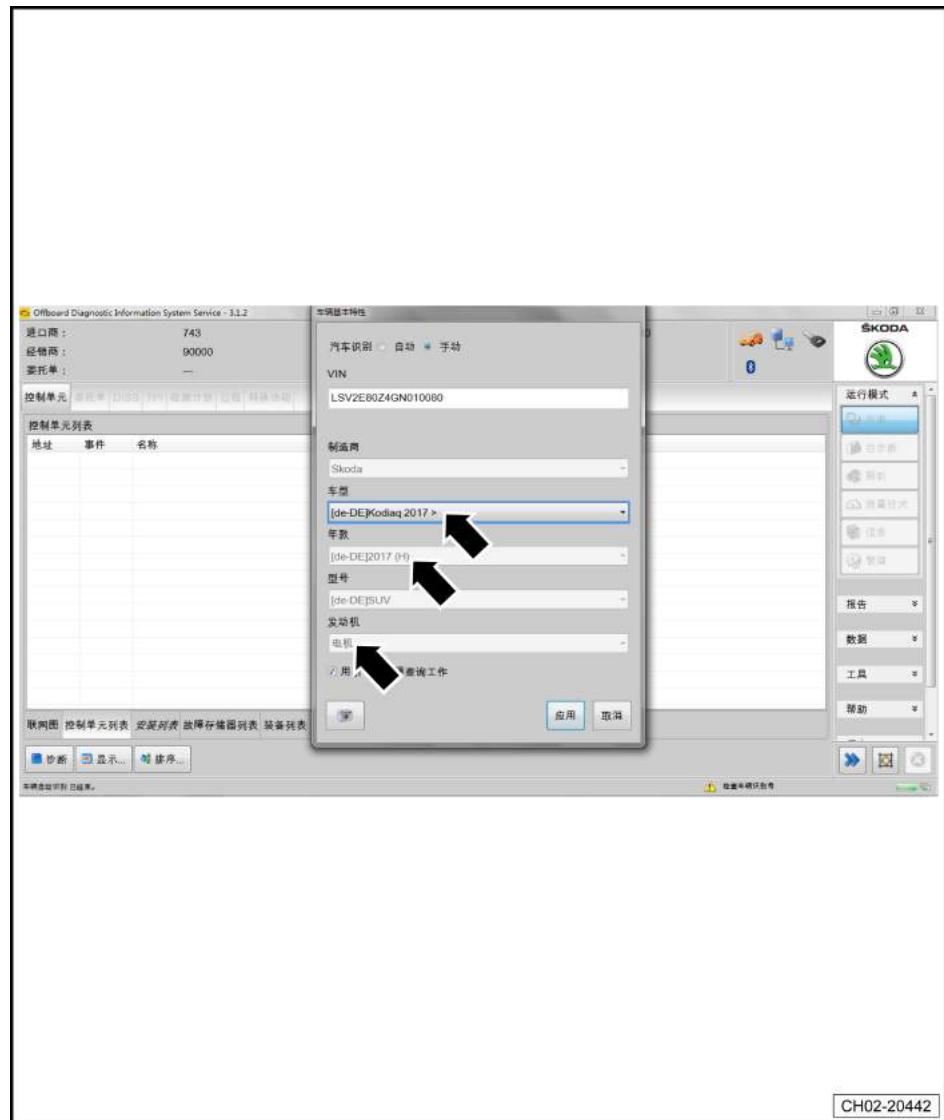 Offboard Diagnostic Information System Service - 3.1.2
车辆基本特性
进口商： 743
经销商： 90000
委托单： —
汽车识别 自动 手动
VIN
LSV2E80Z4GN010080
ŠKODA
控制单元
DISS TPI
控制单元列表
地址 事件 名称
制造商
Skoda
车型
[de-DE]Kodiaq 2017 >
年款
[de-DE]2017 (H)
型号
[de-DE]SUV
发动机
电机
查询工作
应用 取消
运行模式
报告
数据
工具
帮助
联网图 控制单元列表 安装列表 故障存储器列表 装备列表
诊断 显示... 排序...
CH02-20442